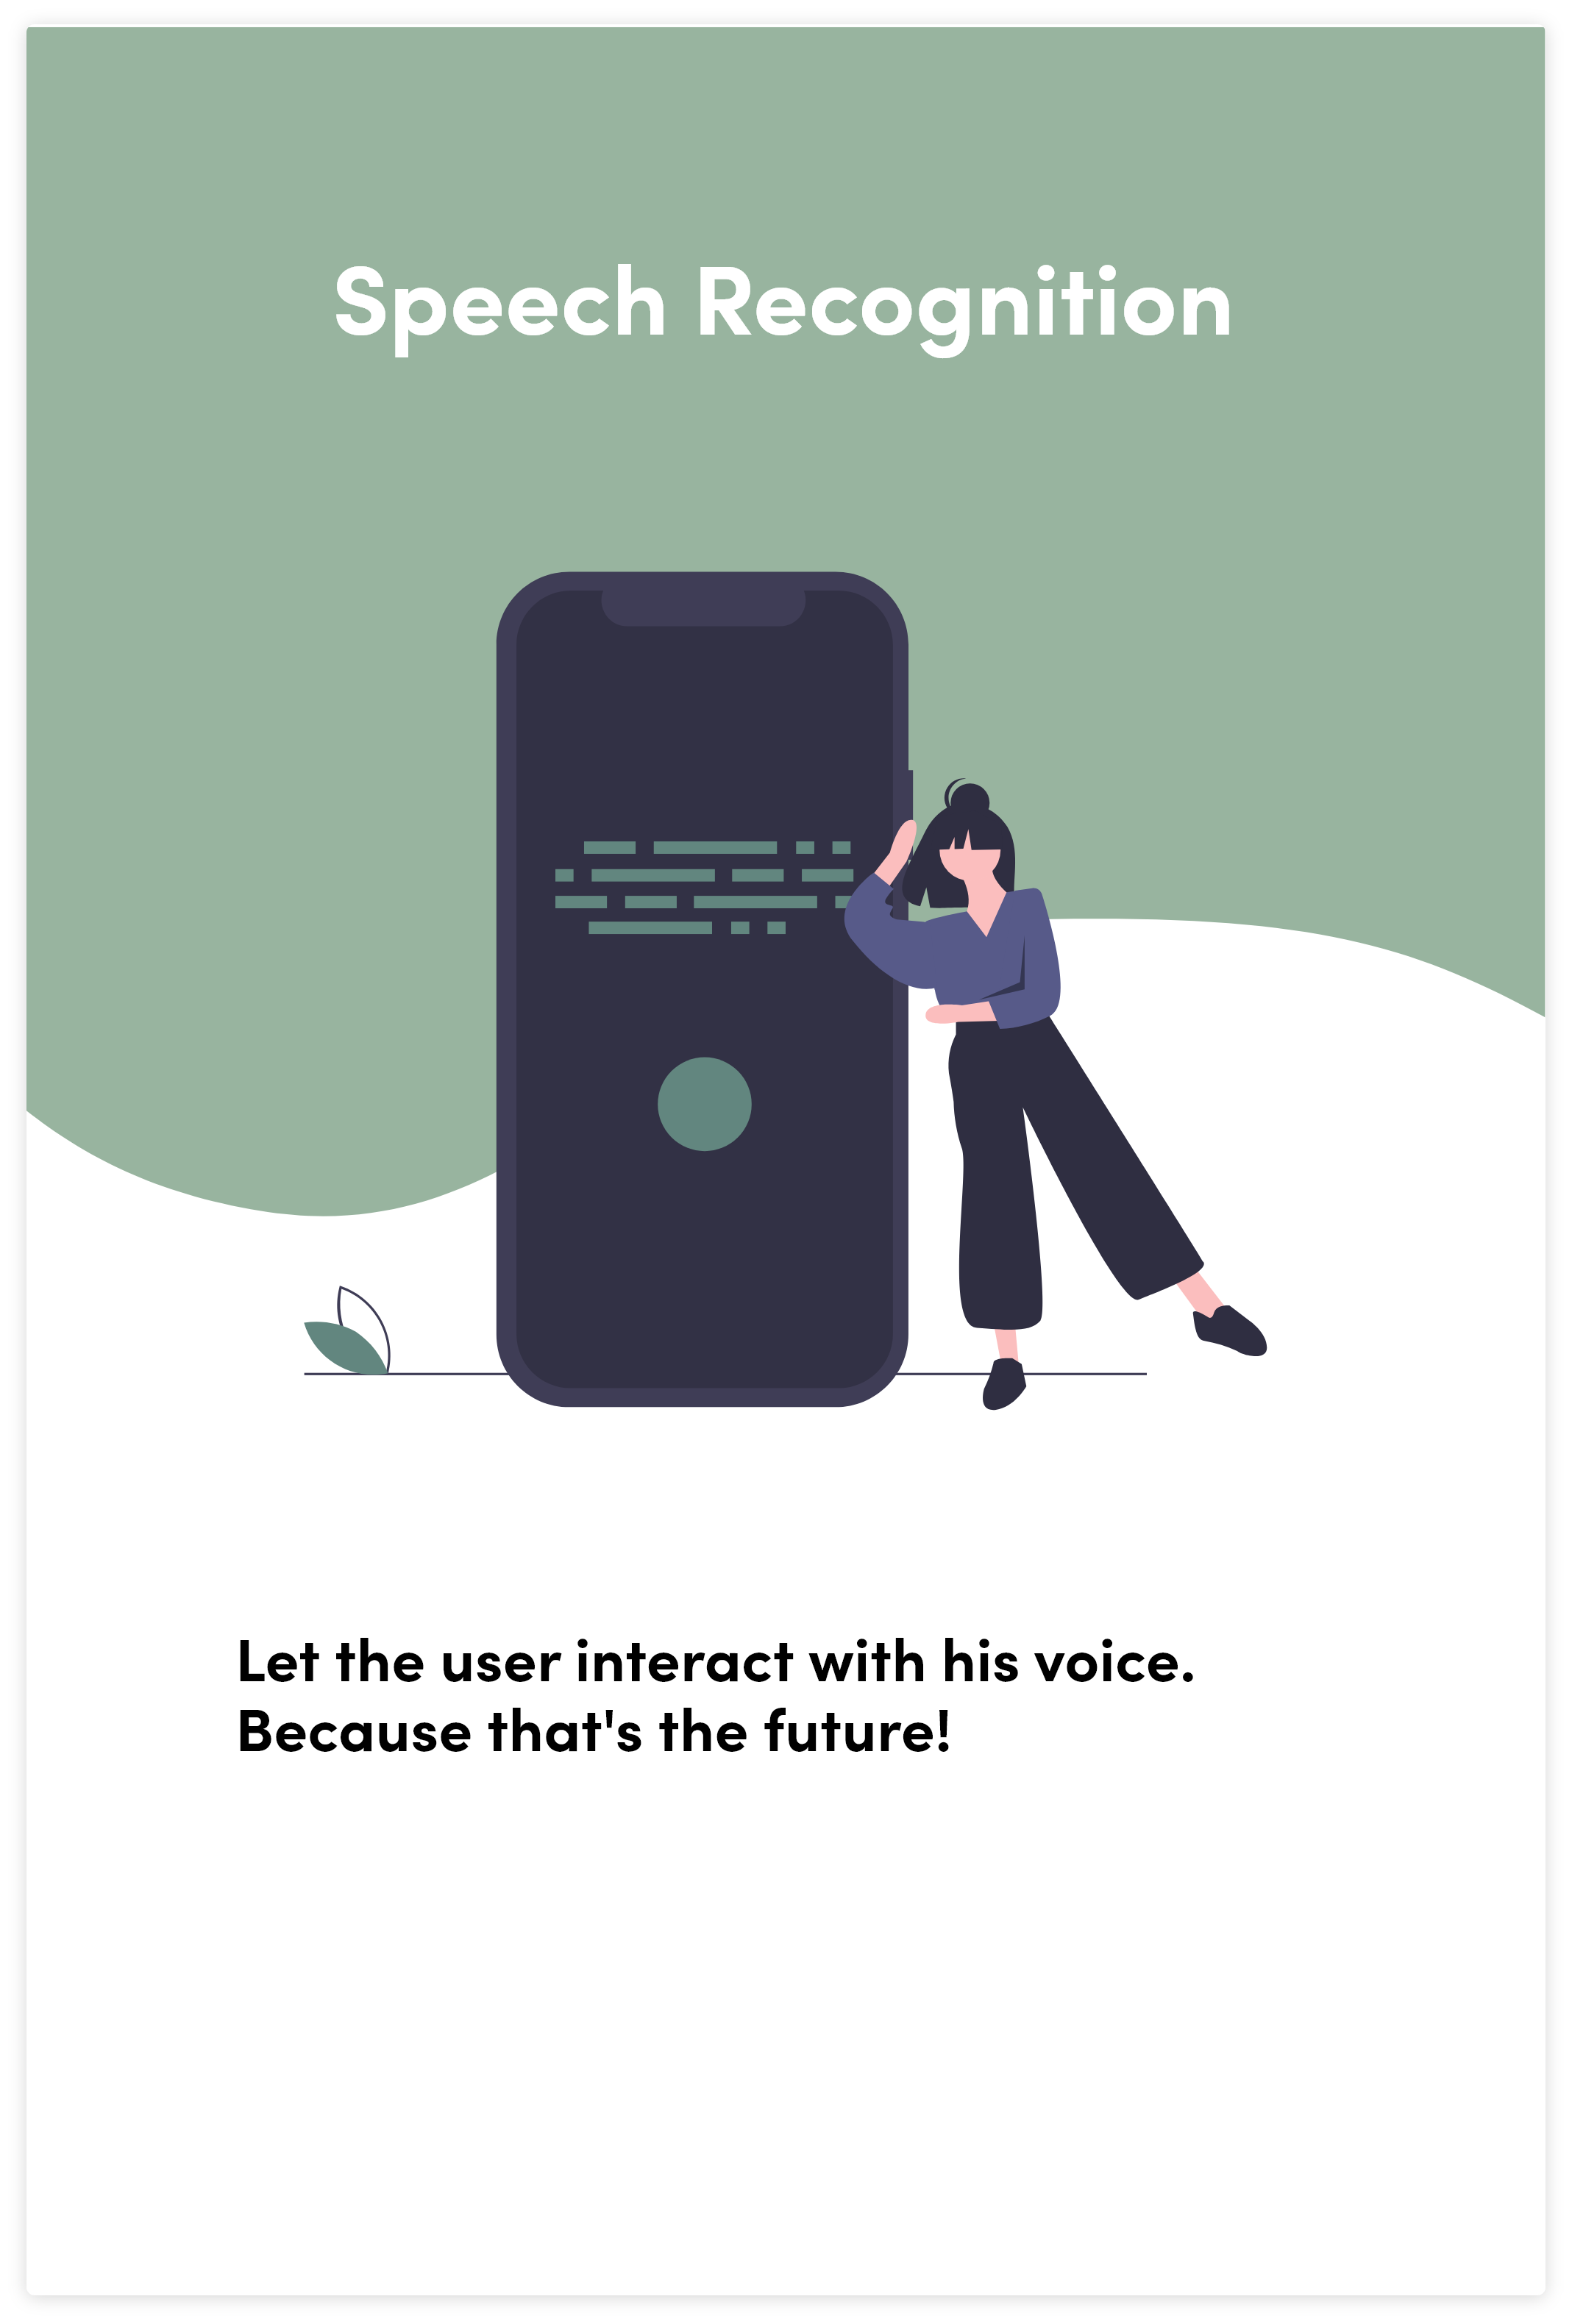 Speech Recognition
Let the user interact with his voice.
Because that's the future!